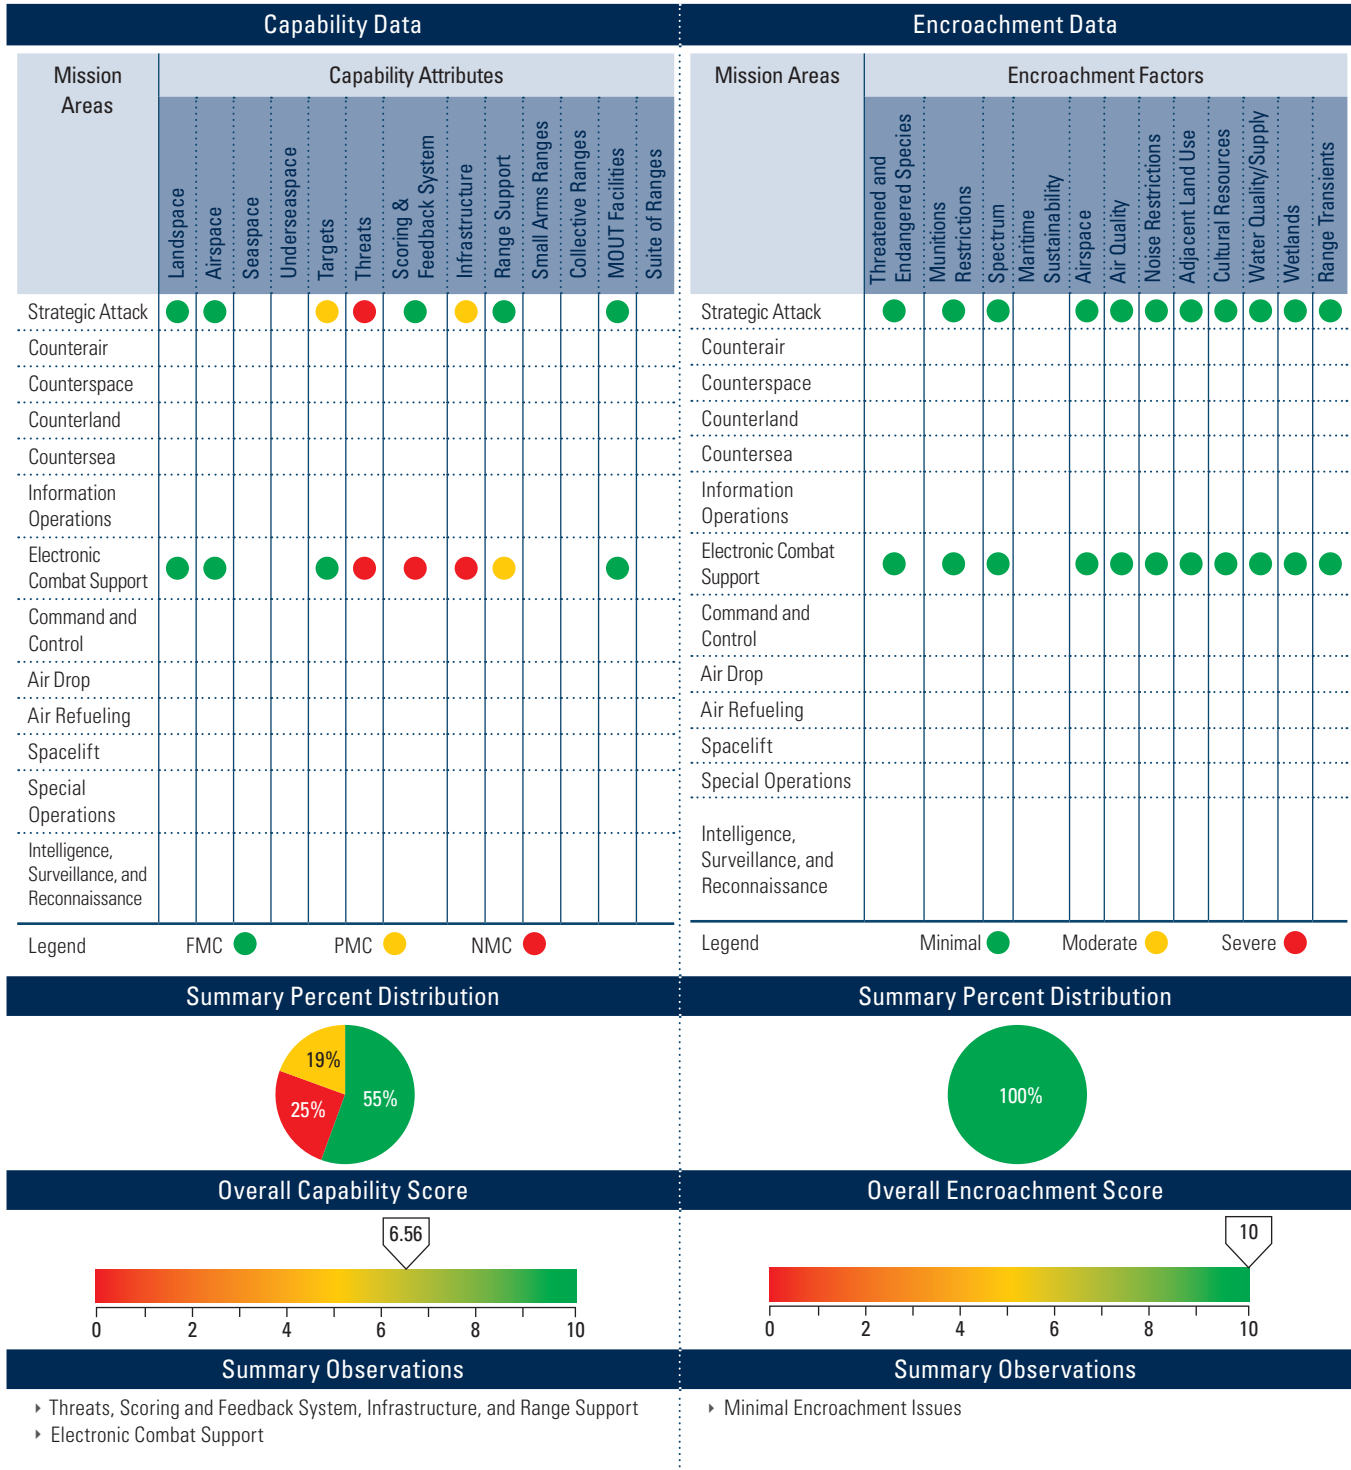 Capability Data
Mission
Areas
Capability Attributes
Landspace
Airspace
Seaspace
Underseaspace
Targets
Threats
Scoring &
Feedback System
Infrastructure
Range Support
Small Arms Ranges
Collective Ranges
MOUT Facilities
Suite of Ranges
Strategic Attack
Counterair
Counterspace
Counterland
Countersea
Information
Operations
Electronic
Combat Support
Command and
Control
Air Drop
Air Refueling
Spacelift
Special
Operations
Intelligence,
Surveillance, and
Reconnaissance
Legend
FMC
PMC
NMC
Summary Percent Distribution
19%
25%
55%
Overall Capability Score
6.56
0 2 4 6 8 10
Summary Observations
‣ Threats, Scoring and Feedback System, Infrastructure, and Range Support
‣ Electronic Combat Support
Encroachment Data
Mission Areas
Encroachment Factors
Threatened and
Endangered Species
Munitions
Restrictions
Spectrum
Maritime
Sustainability
Airspace
Air Quality
Noise Restrictions
Adjacent Land Use
Cultural Resources
Water Quality/Supply
Wetlands
Range Transients
Strategic Attack
Counterair
Counterspace
Counterland
Countersea
Information
Operations
Electronic Combat
Support
Command and
Control
Air Drop
Air Refueling
Spacelift
Special Operations
Intelligence,
Surveillance, and
Reconnaissance
Legend
Minimal
Moderate
Severe
Summary Percent Distribution
100%
Overall Encroachment Score
10
0 2 4 6 8 10
Summary Observations
‣ Minimal Encroachment Issues